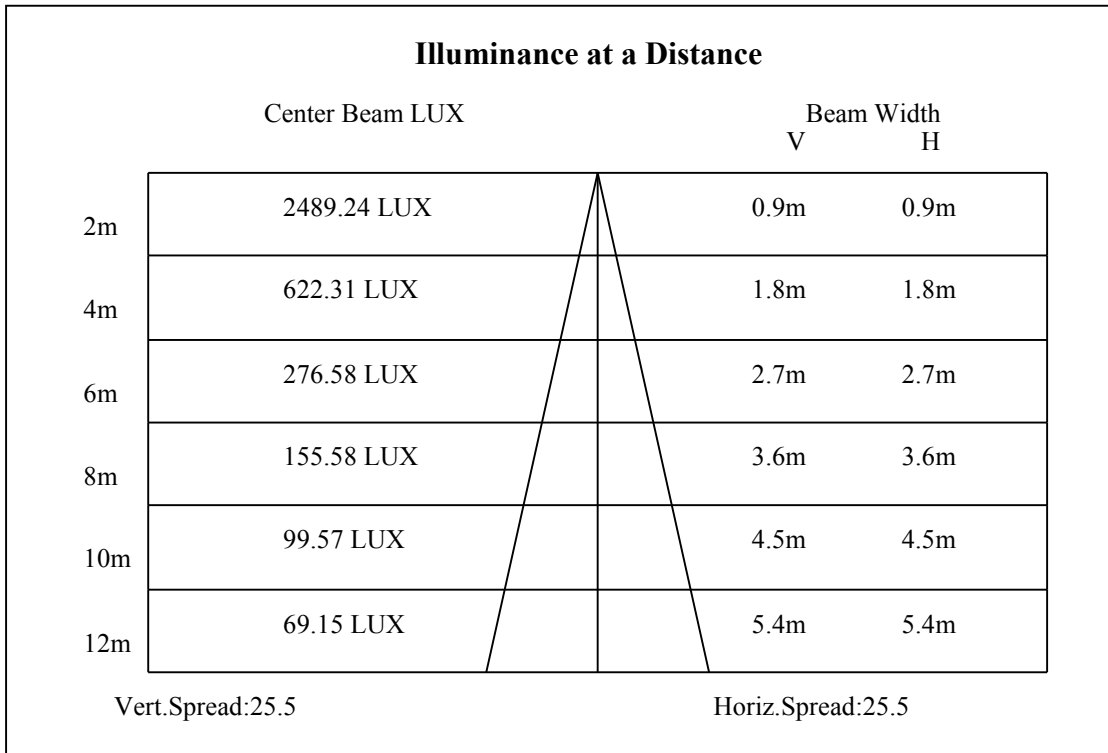 Illuminance at a Distance
Center Beam LUX Beam Width
V H
2m 2489.24 LUX 0.9m 0.9m
4m 622.31 LUX 1.8m 1.8m
6m 276.58 LUX 2.7m 2.7m
8m 155.58 LUX 3.6m 3.6m
10m 99.57 LUX 4.5m 4.5m
12m 69.15 LUX 5.4m 5.4m
Vert.Spread:25.5 Horiz.Spread:25.5